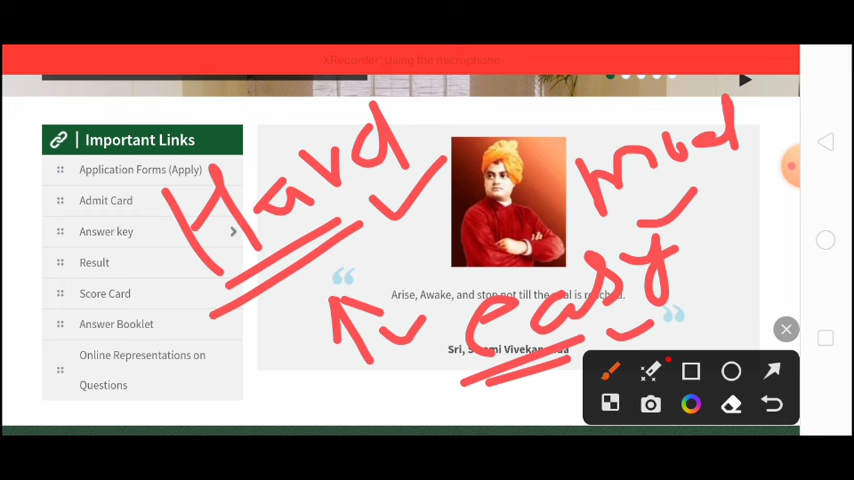 "XRecorder",Using the microphone
Important Links
Application Forms (Apply)
Admit Card
Answer key
Result
Score Card
Answer Booklet
Online Representations on
Questions
Hard
easy
Arise, Awake, and stop not till the goal is reached.
Sri, Swami Vivekananda